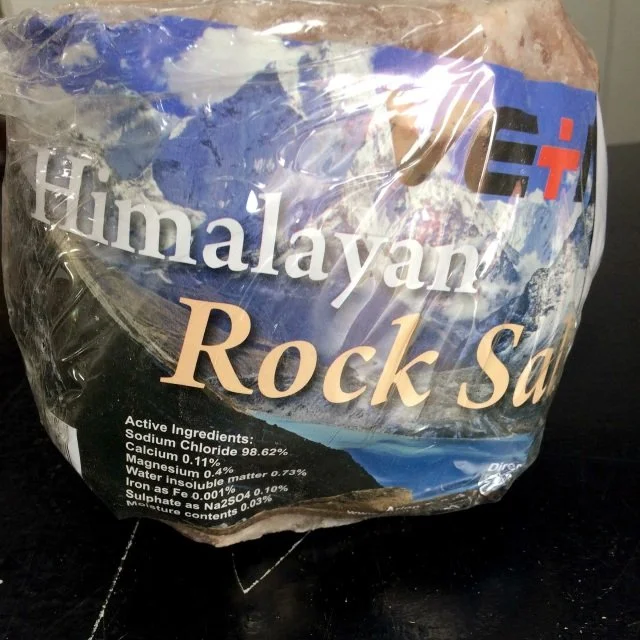 Himalayan
Rock Sa
Active Ingredients:
Sodium Chloride 98.62%
Calcium 0.11%
Magnesium 0.4%
Water insoluble matter 0.73%
Iron as Fe 0.001%
Sulphate as Na2SO4 0.10%
Moisture contents 0.03%